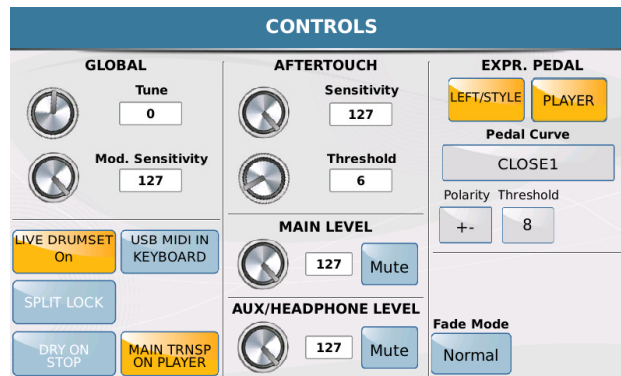 CONTROLS
GLOBAL
Tune
0
Mod. Sensitivity
127
LIVE DRUMSET
On
USB MIDI IN
KEYBOARD
SPLIT LOCK
DRY ON
STOP
MAIN TRNSP
ON PLAYER
AFTERTOUCH
Sensitivity
127
Threshold
6
MAIN LEVEL
127
Mute
AUX/HEADPHONE LEVEL
127
Mute
EXPR. PEDAL
LEFT/STYLE
PLAYER
Pedal Curve
CLOSE1
Polarity Threshold
+- 8
Fade Mode
Normal